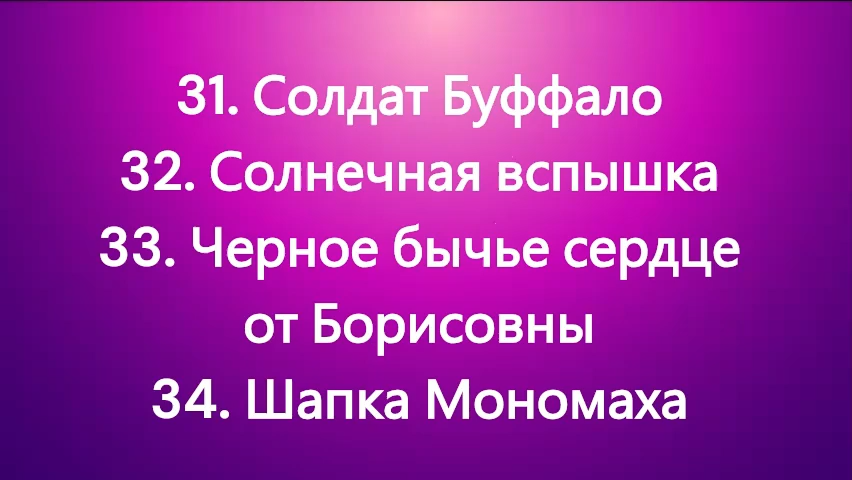 31. Солдат Буффало
32. Солнечная вспышка
33. Черное бычье сердце
от Борисовны
34. Шапка Мономаха